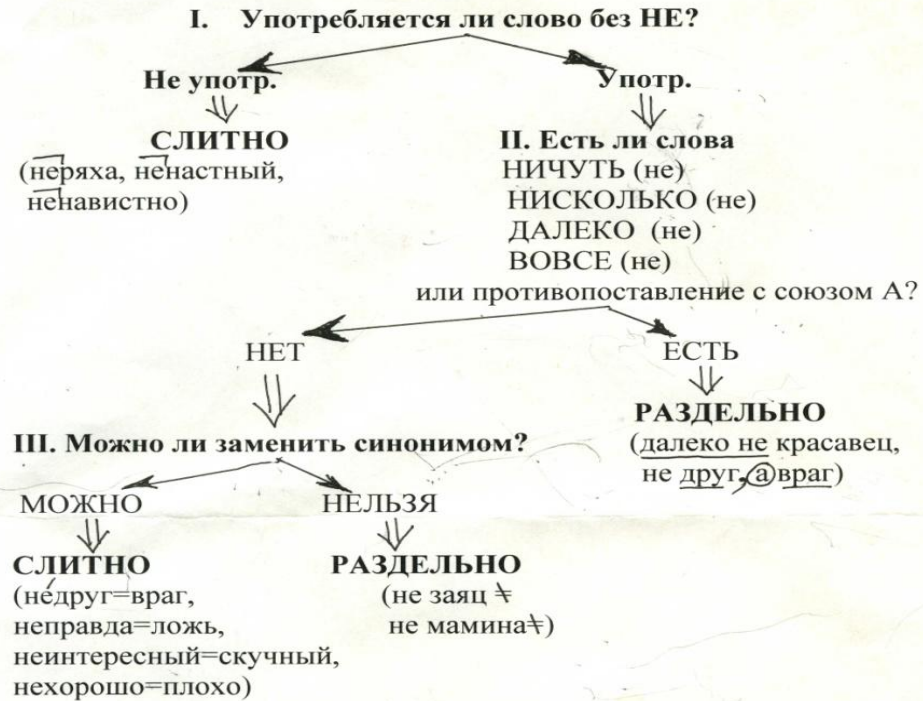 I. Употребляется ли слово без НЕ?
Не употр.
Употр.
СЛИТНО
(неряха, ненастный,
ненавистно)
II. Есть ли слова
НИЧУТЬ (не)
НИСКОЛЬКО (не)
ДАЛЕКО (не)
ВОВСЕ (не)
или противопоставление с союзом А?
НЕТ
ЕСТЬ
РАЗДЕЛЬНО
(далеко не красавец,
не друг, а враг)
III. Можно ли заменить синонимом?
МОЖНО
НЕЛЬЗЯ
СЛИТНО
(не́друг=враг,
неправда=ложь,
неинтересный=скучный,
нехорошо=плохо)
РАЗДЕЛЬНО
(не заяц ≠
не мамина≠)